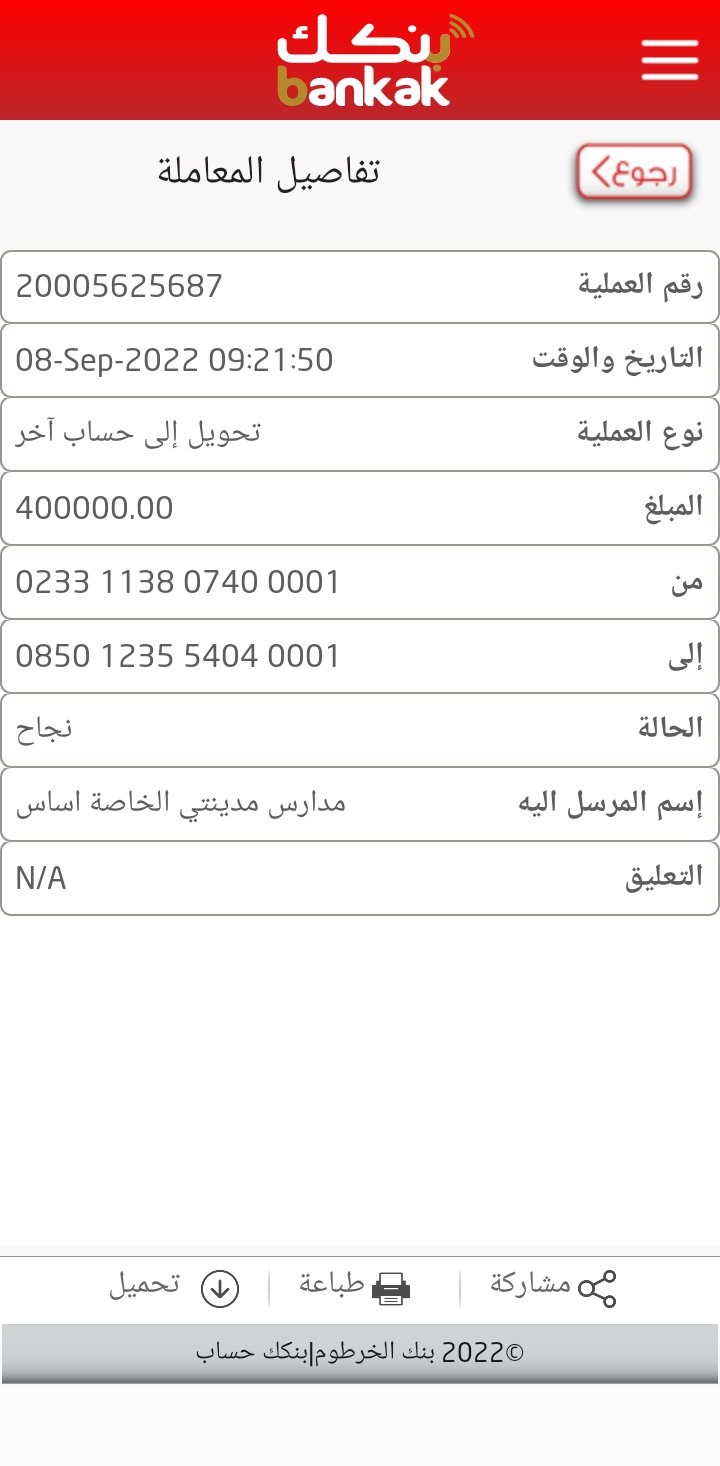 بنكك
bankak
رجوع
تفاصيل المعاملة
رقم العملية 20005625687
التاريخ والوقت 08-Sep-2022 09:21:50
نوع العملية تحويل إلى حساب آخر
المبلغ 400000.00
من 0233 1138 0740 0001
إلى 0850 1235 5404 0001
الحالة نجاح
إسم المرسل اليه مدارس مدينتي الخاصة اساس
التعليق N/A
مشاركة طباعة تحميل
©2022 بنك الخرطوم|بنكك حساب